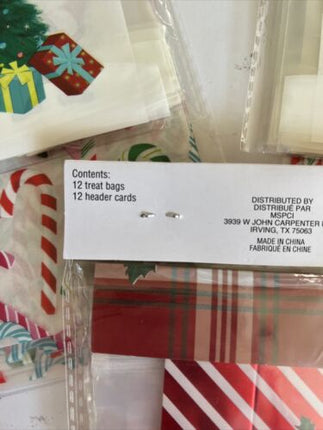 Contents:
12 treat bags
12 header cards
DISTRIBUTED BY
DISTRIBUÉ PAR
MSPCI
3939 W JOHN CARPENTER
IRVING, TX 75063
MADE IN CHINA
FABRIQUÉ EN CHINE